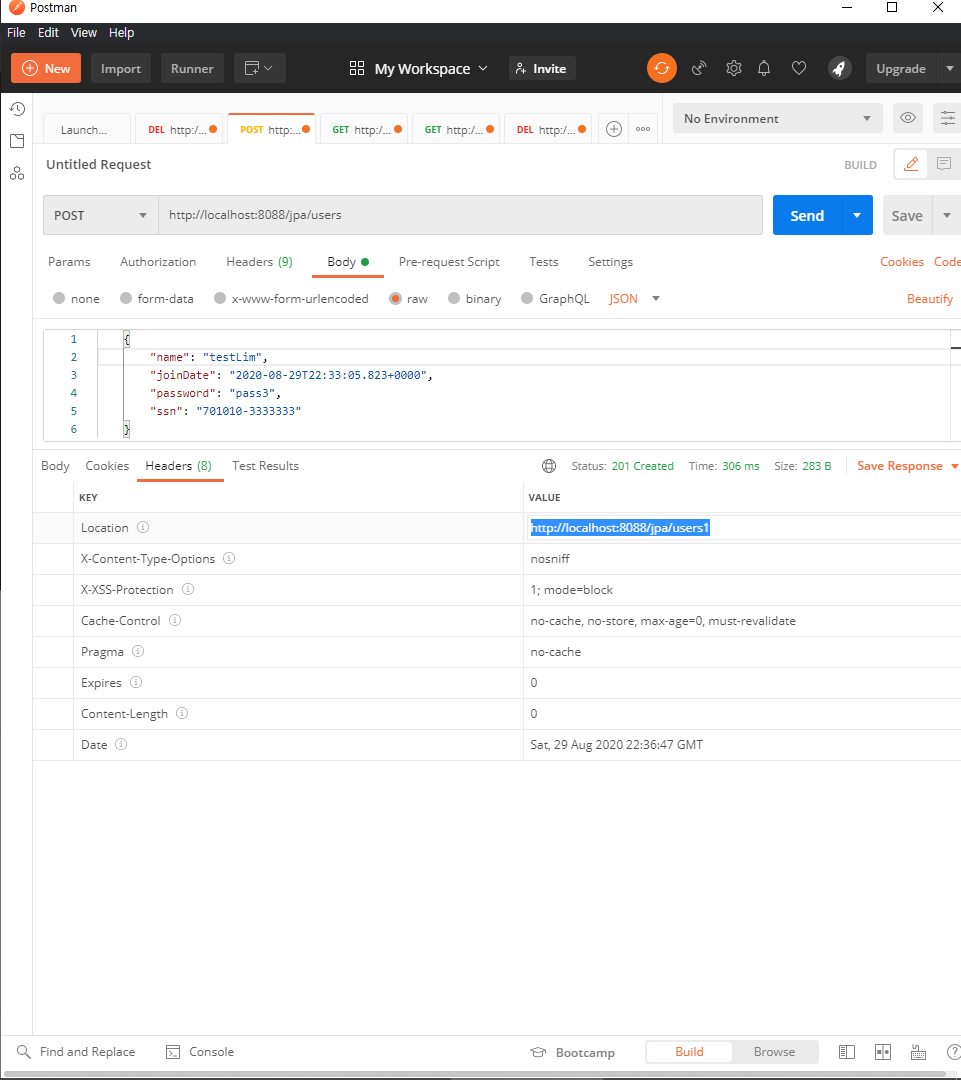 Postman
File Edit View Help
New Import Runner My Workspace Invite Upgrade
Launch... DEL http:/... POST http:... GET http:/... GET http:/... DEL http:/... No Environment
Untitled Request BUILD
POST http://localhost:8088/jpa/users Send Save
Params Authorization Headers (9) Body Pre-request Script Tests Settings Cookies Code
none form-data x-www-form-urlencoded raw binary GraphQL JSON Beautify
1 {
2 "name": "testLim",
3 "joinDate": "2020-08-29T22:33:05.823+0000",
4 "password": "pass3",
5 "ssn": "701010-3333333"
6 }
Body Cookies Headers (8) Test Results Status: 201 Created Time: 306 ms Size: 283 B Save Response
KEY VALUE
Location http://localhost:8088/jpa/users1
X-Content-Type-Options nosniff
X-XSS-Protection 1; mode=block
Cache-Control no-cache, no-store, max-age=0, must-revalidate
Pragma no-cache
Expires 0
Content-Length 0
Date Sat, 29 Aug 2020 22:36:47 GMT
Find and Replace Console Bootcamp Build Browse